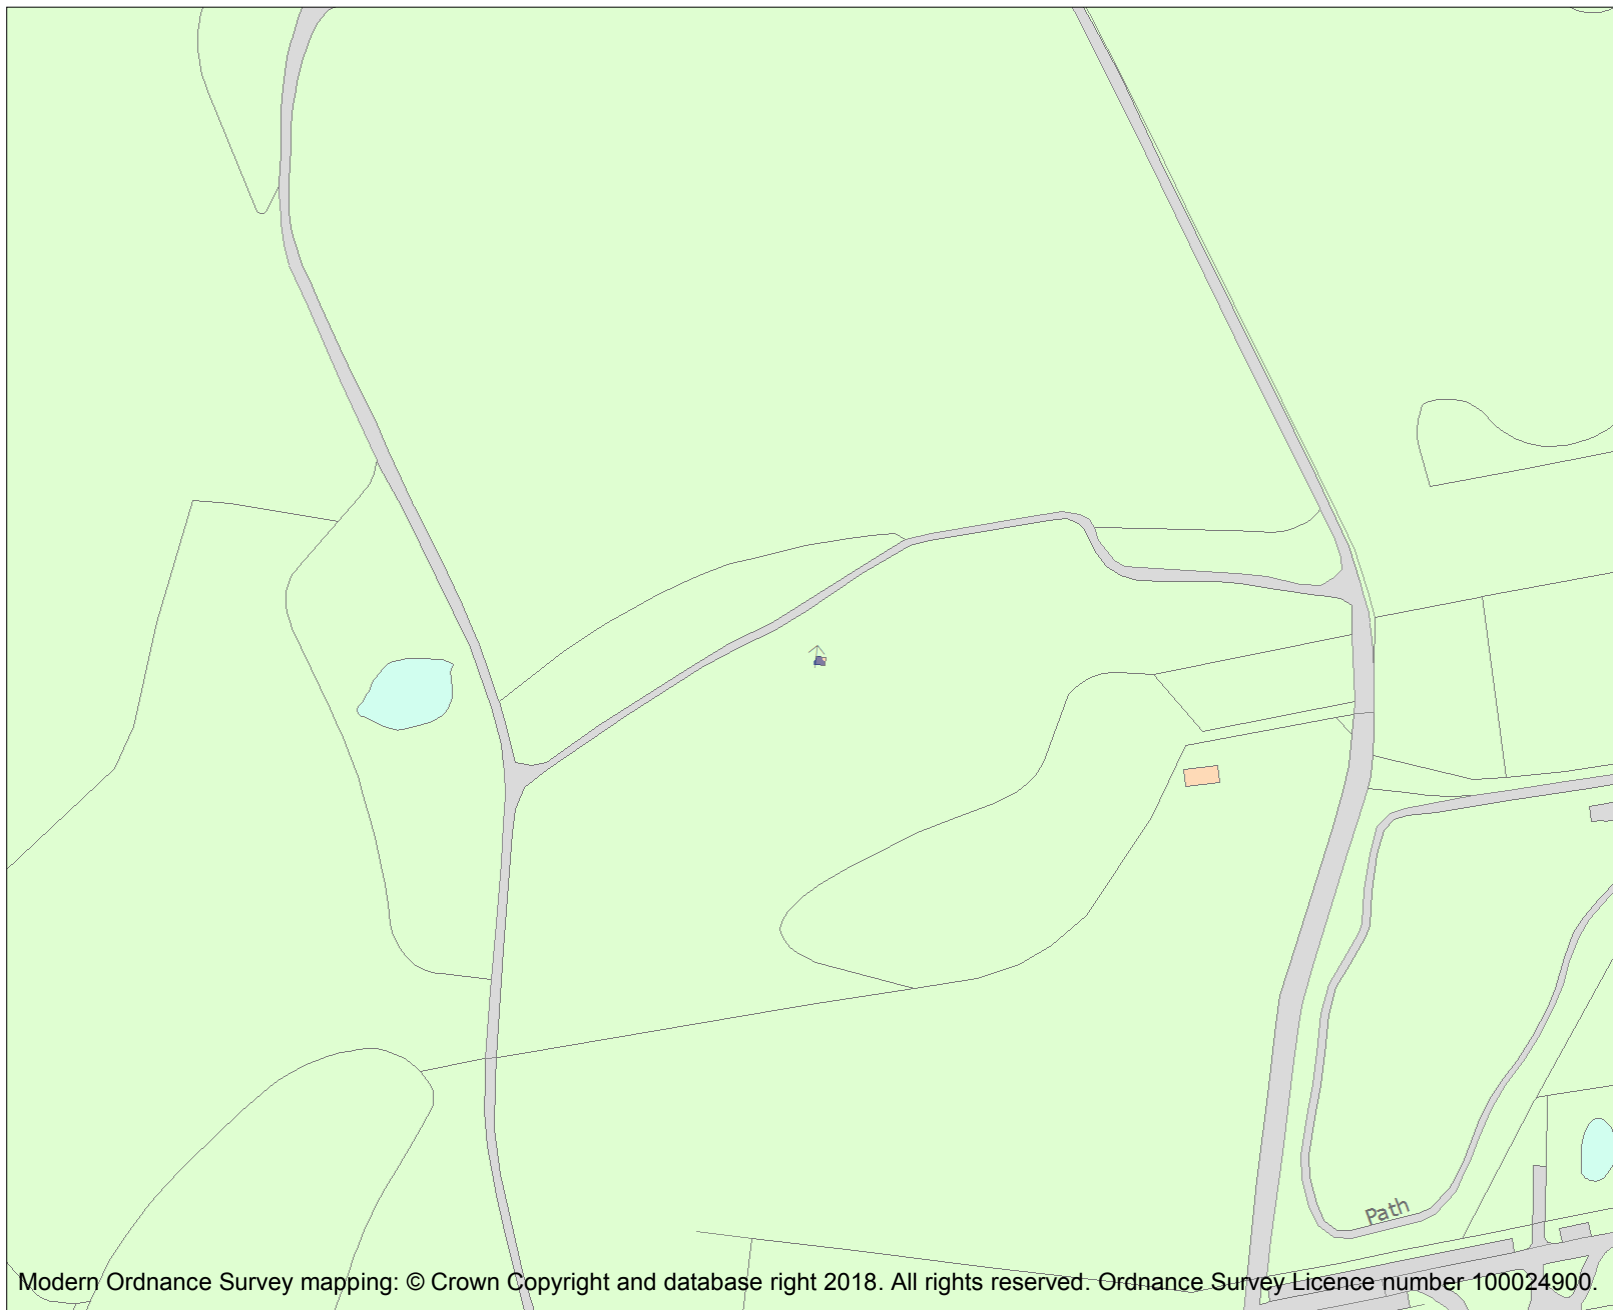 Path
Modern Ordnance Survey mapping: © Crown Copyright and database right 2018. All rights reserved. Ordnance Survey Licence number 100024900.